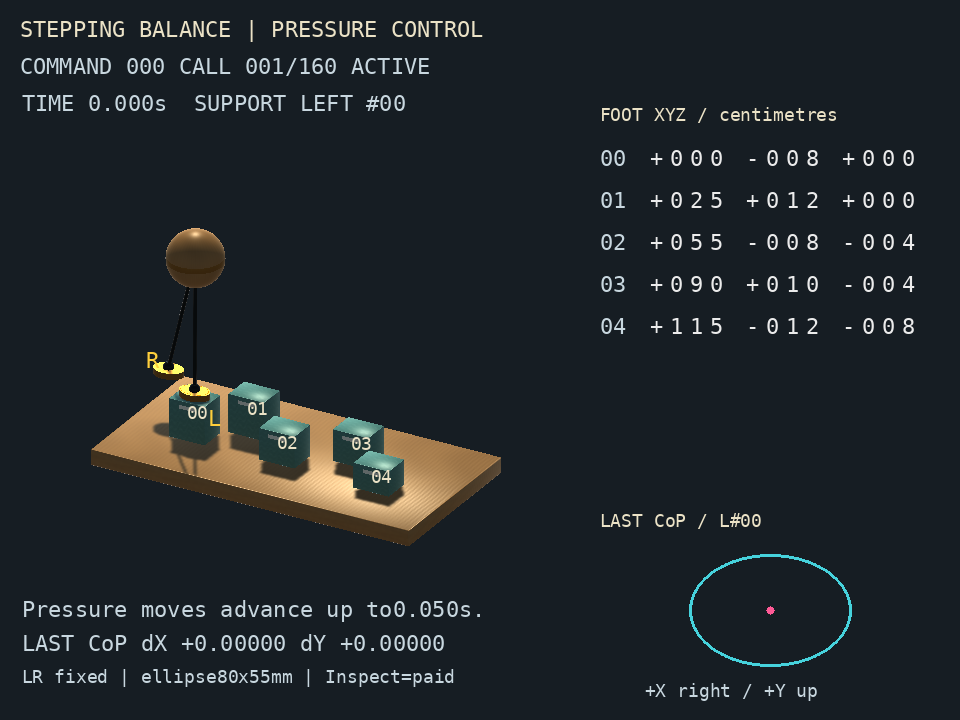 STEPPING BALANCE | PRESSURE CONTROL
COMMAND 000 CALL 001/160 ACTIVE
TIME 0.000s  SUPPORT LEFT #00
FOOT XYZ / centimetres
00 +000 -008 +000
01 +025 +012 +000
02 +055 -008 -004
03 +090 +010 -004
04 +115 -012 -008
R
L
00
01
02
03
04
LAST CoP / L#00
+X right / +Y up
Pressure moves advance up to0.050s.
LAST CoP dX +0.00000 dY +0.00000
LR fixed | ellipse80x55mm | Inspect=paid